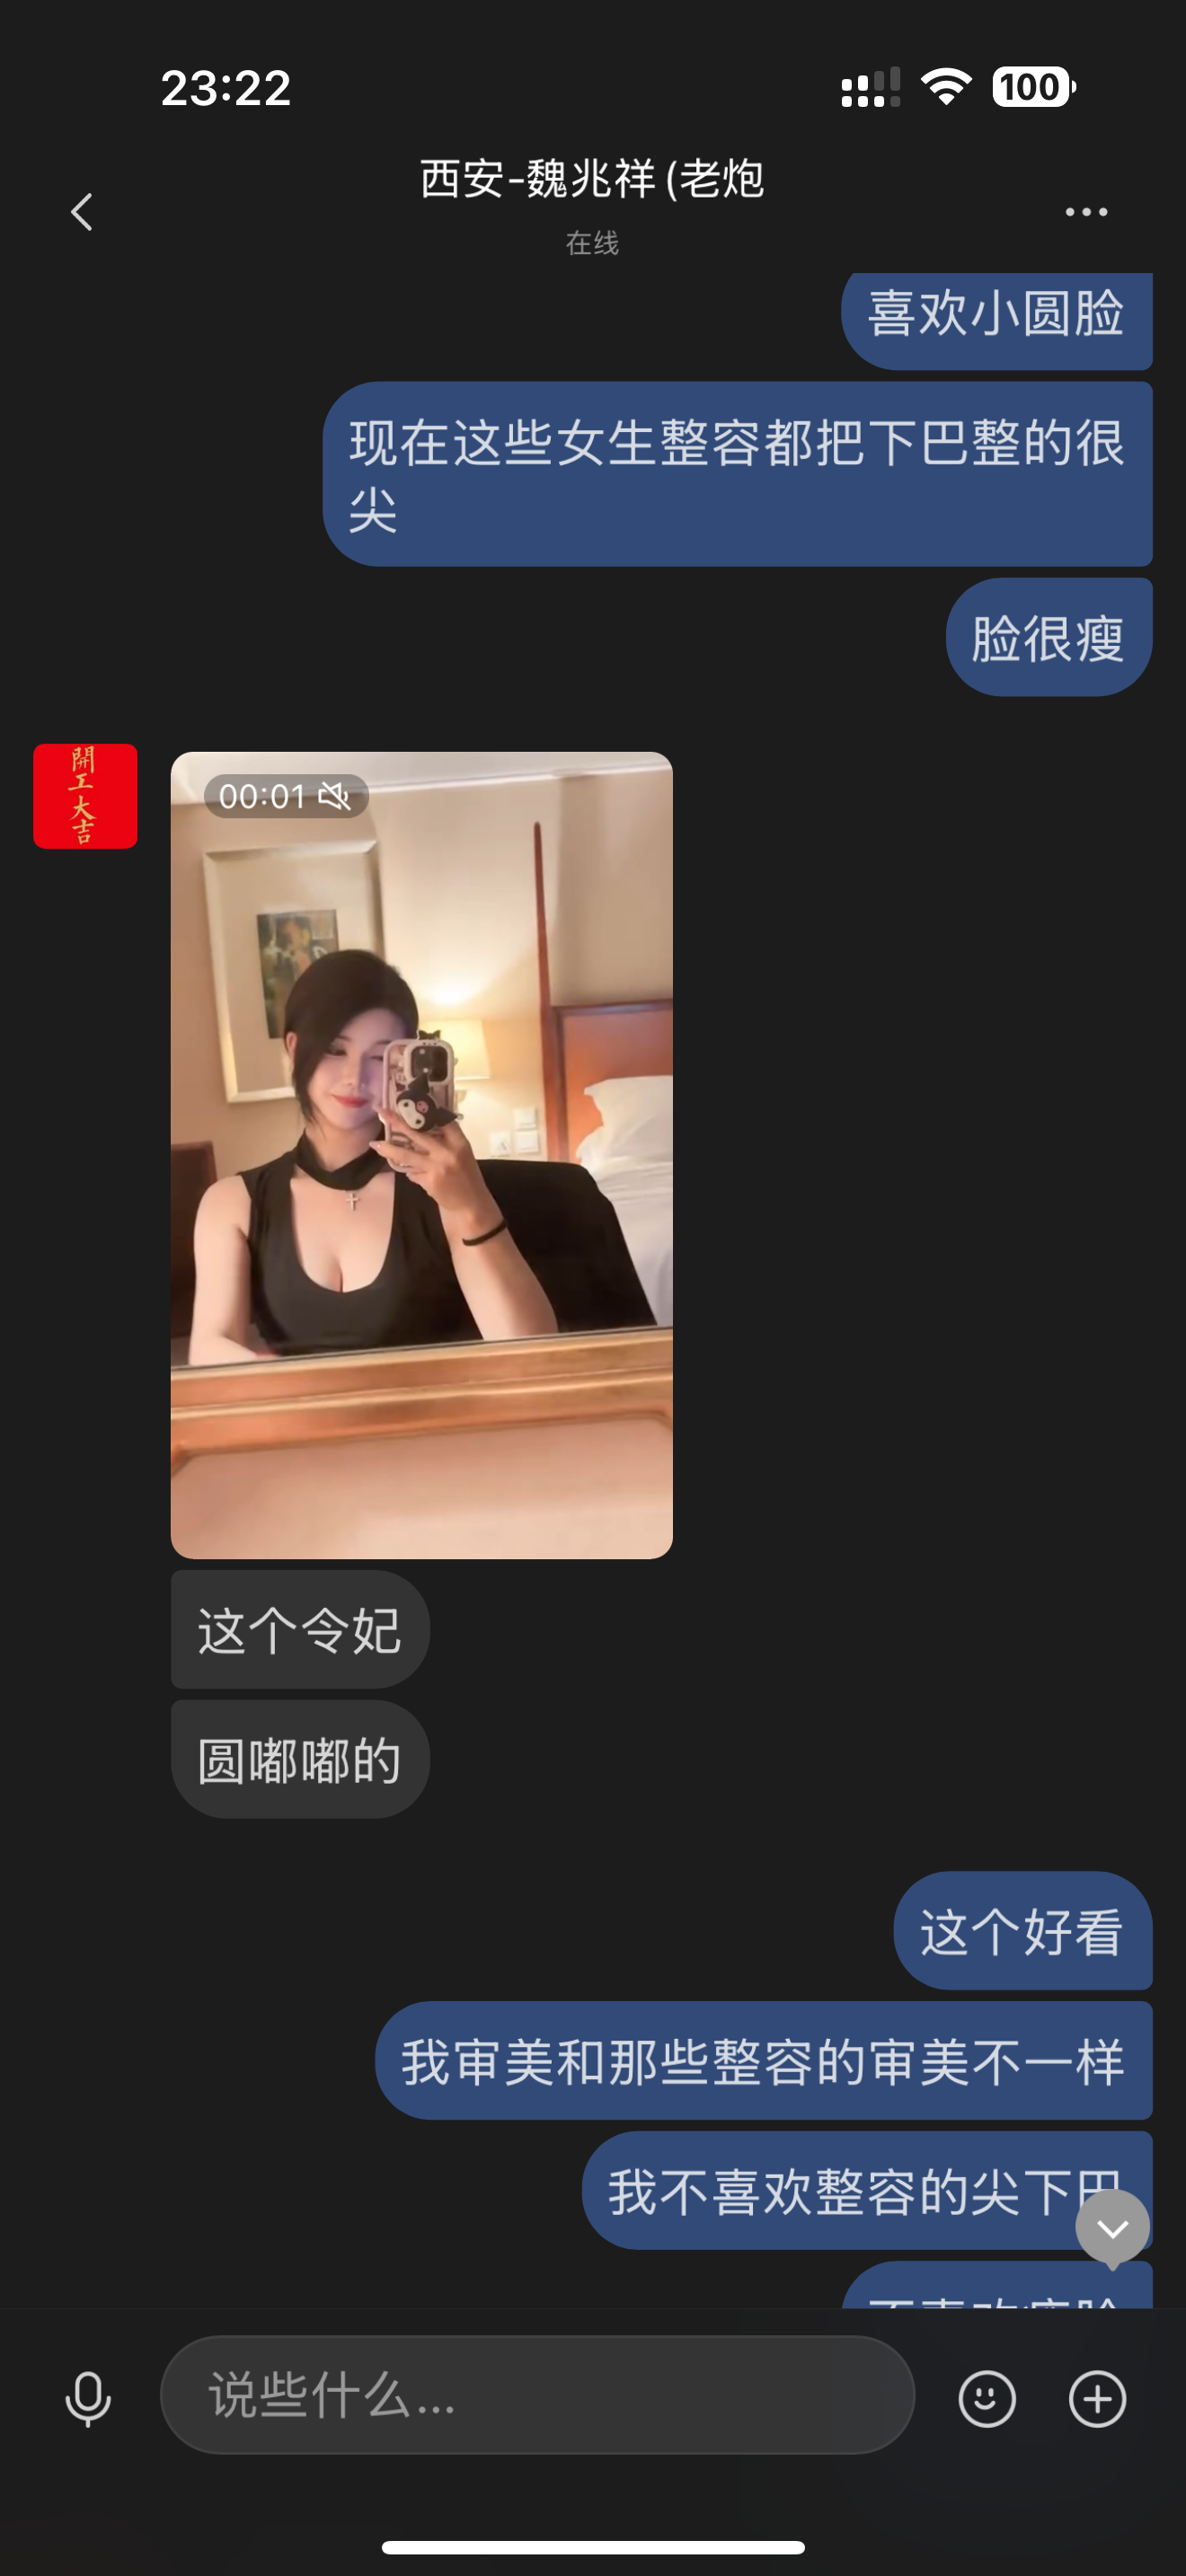 23:22
100
西安-魏兆祥(老炮
在线
喜欢小圆脸
现在这些女生整容都把下巴整的很
尖
脸很瘦
開工大吉
00:01
这个令妃
圆嘟嘟的
这个好看
我审美和那些整容的审美不一样
我不喜欢整容的尖下巴
说些什么...